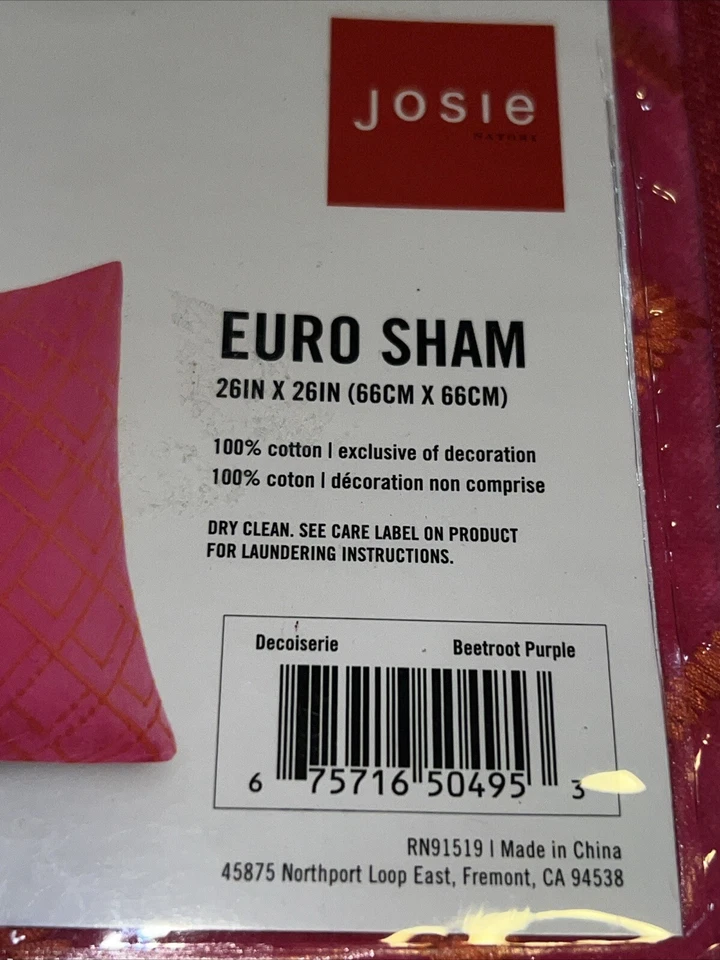 Josie
NATORI
EURO SHAM
26IN X 26IN (66CM X 66CM)
100% cotton | exclusive of decoration
100% coton | décoration non comprise
DRY CLEAN. SEE CARE LABEL ON PRODUCT
FOR LAUNDERING INSTRUCTIONS.
Decoiserie Beetroot Purple
6 75716 50495 3
RN91519 | Made in China
45875 Northport Loop East, Fremont, CA 94538